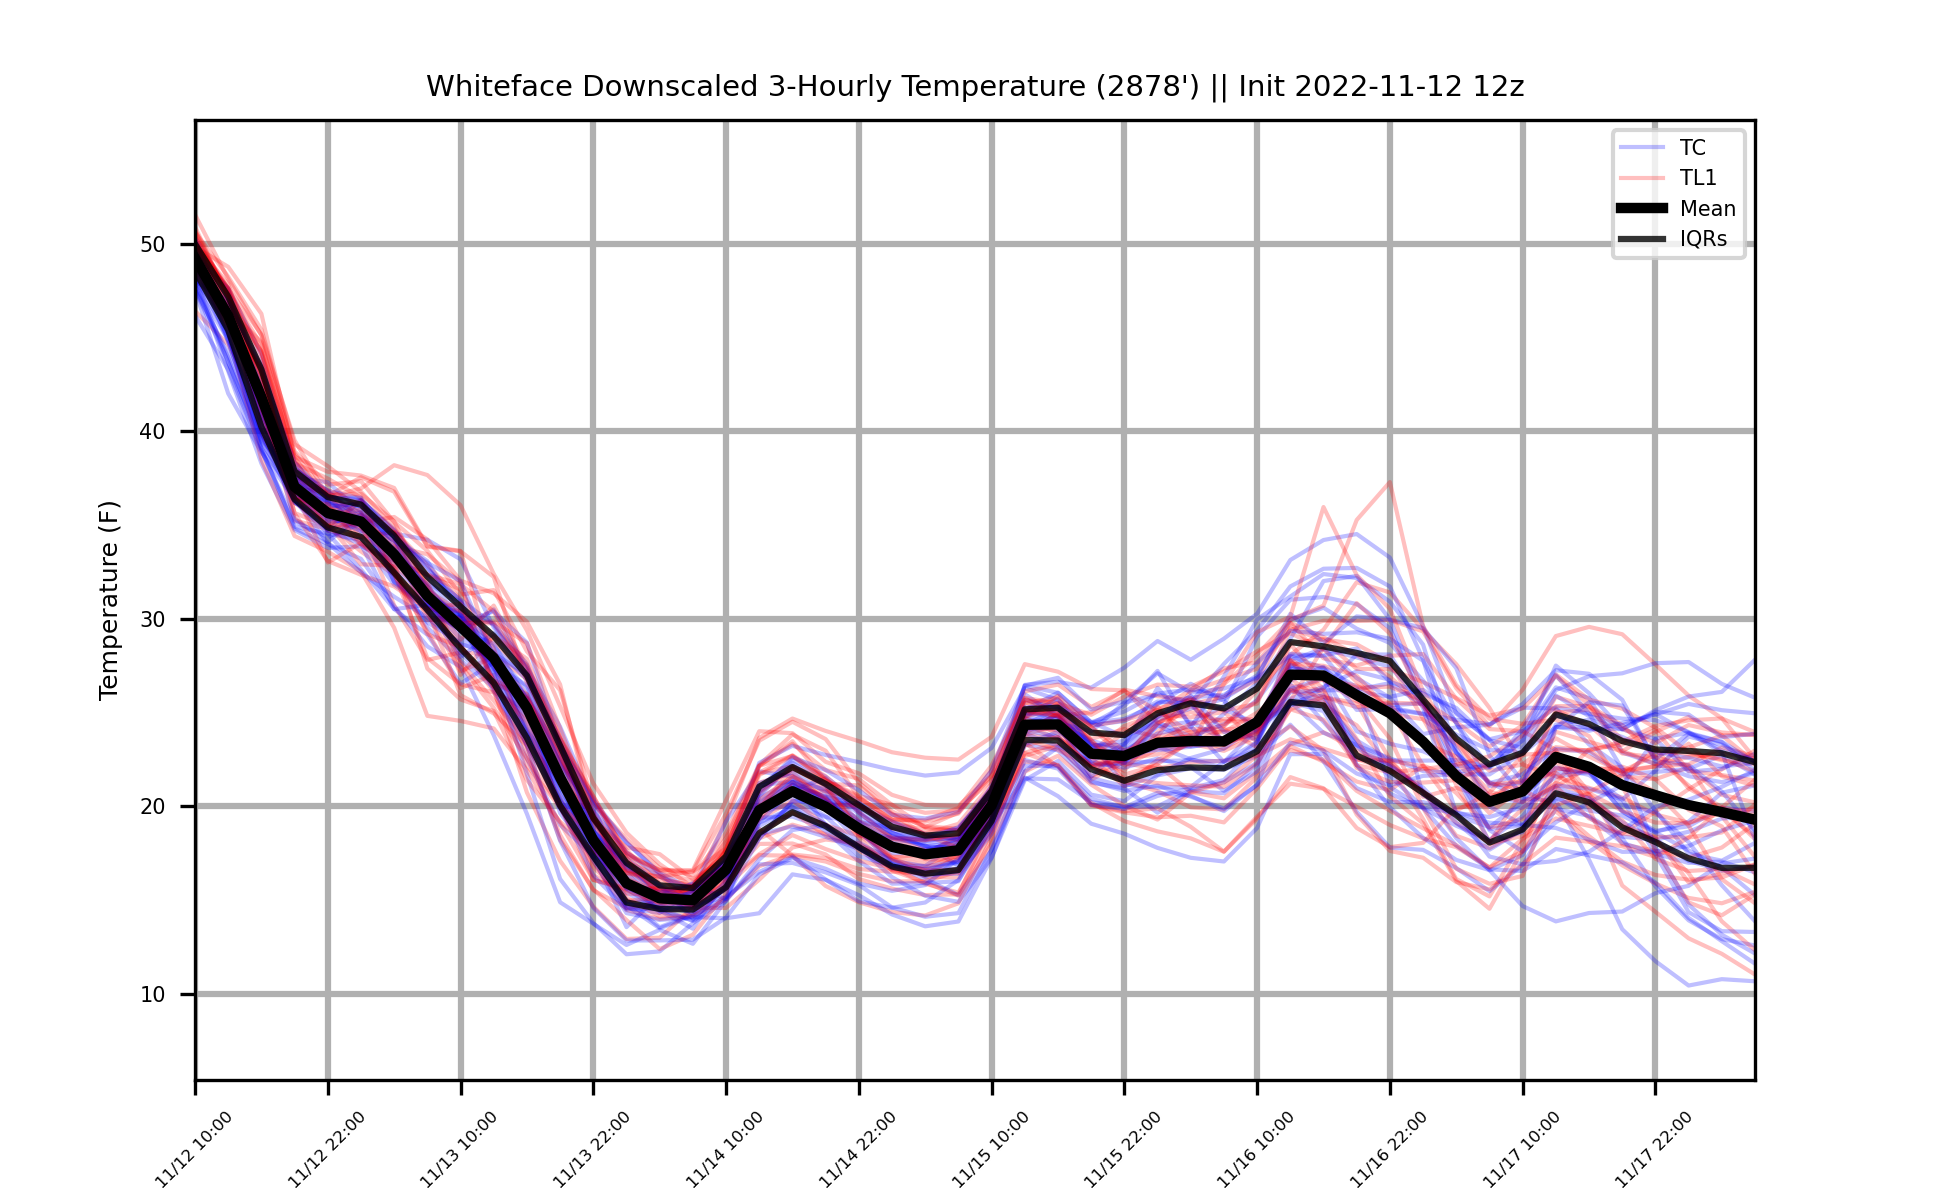 Whiteface Downscaled 3-Hourly Temperature (2878') || Init 2022-11-12 12z
TC
TL1
Mean
IQRs
Temperature (F)
50
40
30
20
10
11/12 10:00
11/12 22:00
11/13 10:00
11/13 22:00
11/14 10:00
11/14 22:00
11/15 10:00
11/15 22:00
11/16 10:00
11/16 22:00
11/17 10:00
11/17 22:00